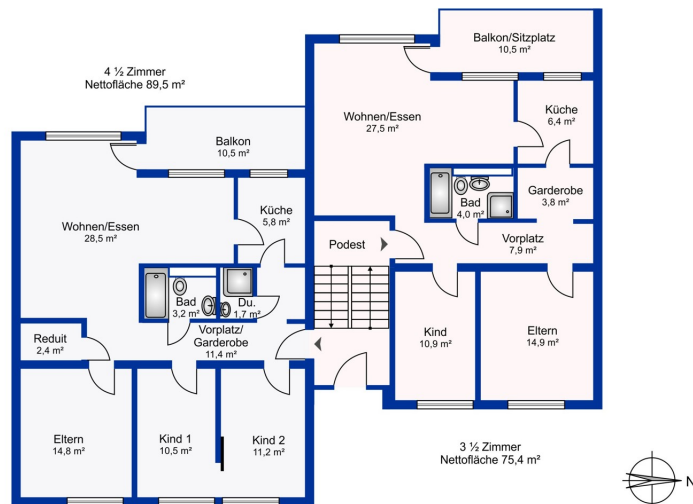 4 ½ Zimmer
Nettofläche 89,5 m²
Balkon
10,5 m²
Wohnen/Essen
28,5 m²
Küche
5,8 m²
Bad
3,2 m²
Du.
1,7 m²
Vorplatz/
Garderobe
11,4 m²
Reduit
2,4 m²
Eltern
14,8 m²
Kind 1
10,5 m²
Kind 2
11,2 m²
Podest
Balkon/Sitzplatz
10,5 m²
Wohnen/Essen
27,5 m²
Küche
6,4 m²
Garderobe
3,8 m²
Bad
4,0 m²
Vorplatz
7,9 m²
Kind
10,9 m²
Eltern
14,9 m²
3 ½ Zimmer
Nettofläche 75,4 m²
N